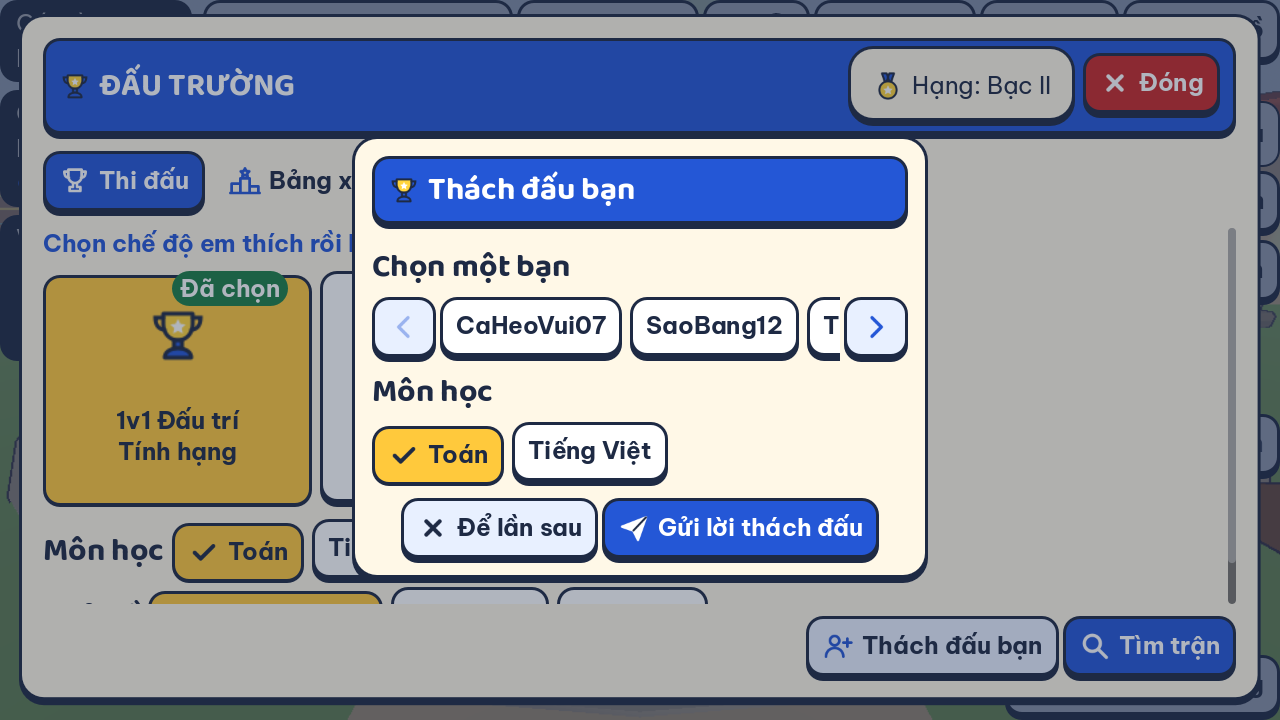 ĐẤU TRƯỜNG
Hạng: Bạc II
Đóng
Thi đấu
Bảng x
Chọn chế độ em thích rồi
Đã chọn
1v1 Đấu trí
Tính hạng
Môn học
Toán
Ti
Thách đấu bạn
Chọn một bạn
CaHeoVui07
SaoBang12
T
Môn học
Toán
Tiếng Việt
Để lần sau
Gửi lời thách đấu
Thách đấu bạn
Tìm trận